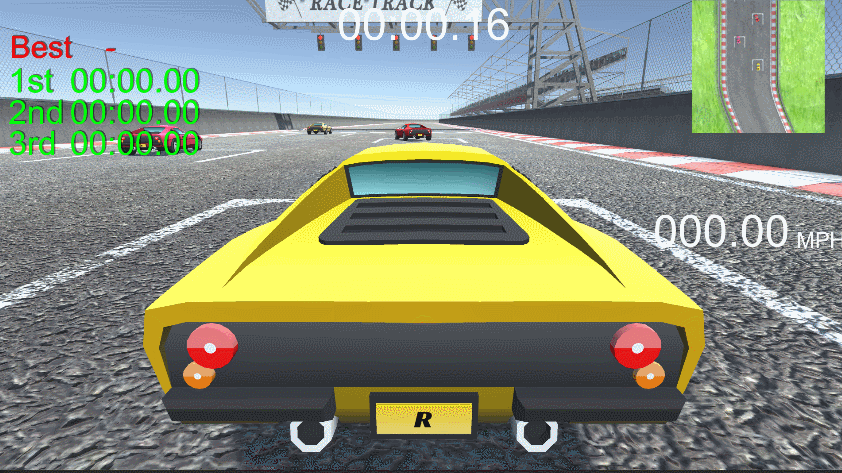 RACE TRACK
00:00.16
Best -
1st 00:00.00
2nd 00:00.00
3rd 00:00.00
000.00 MPH
R